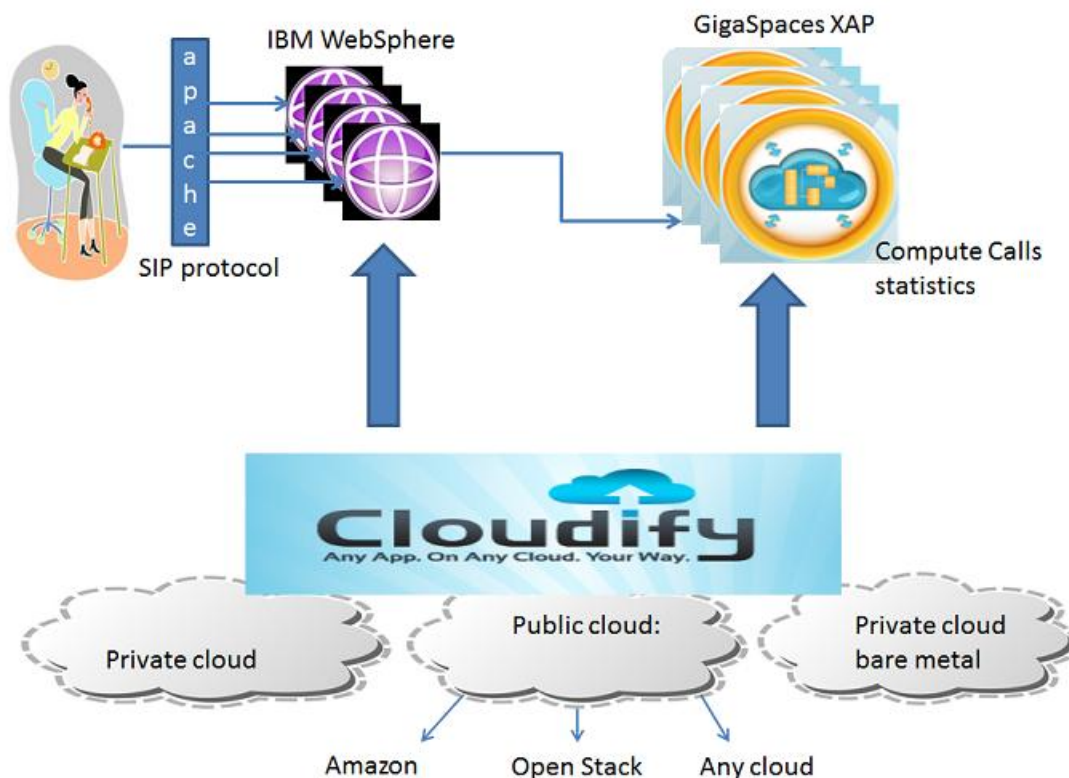 IBM WebSphere
GigaSpaces XAP
apache
SIP protocol
Compute Calls
statistics
Cloudify
Any App. On Any Cloud. Your Way.
Private cloud
Public cloud:
Private cloud
bare metal
Amazon
Open Stack
Any cloud